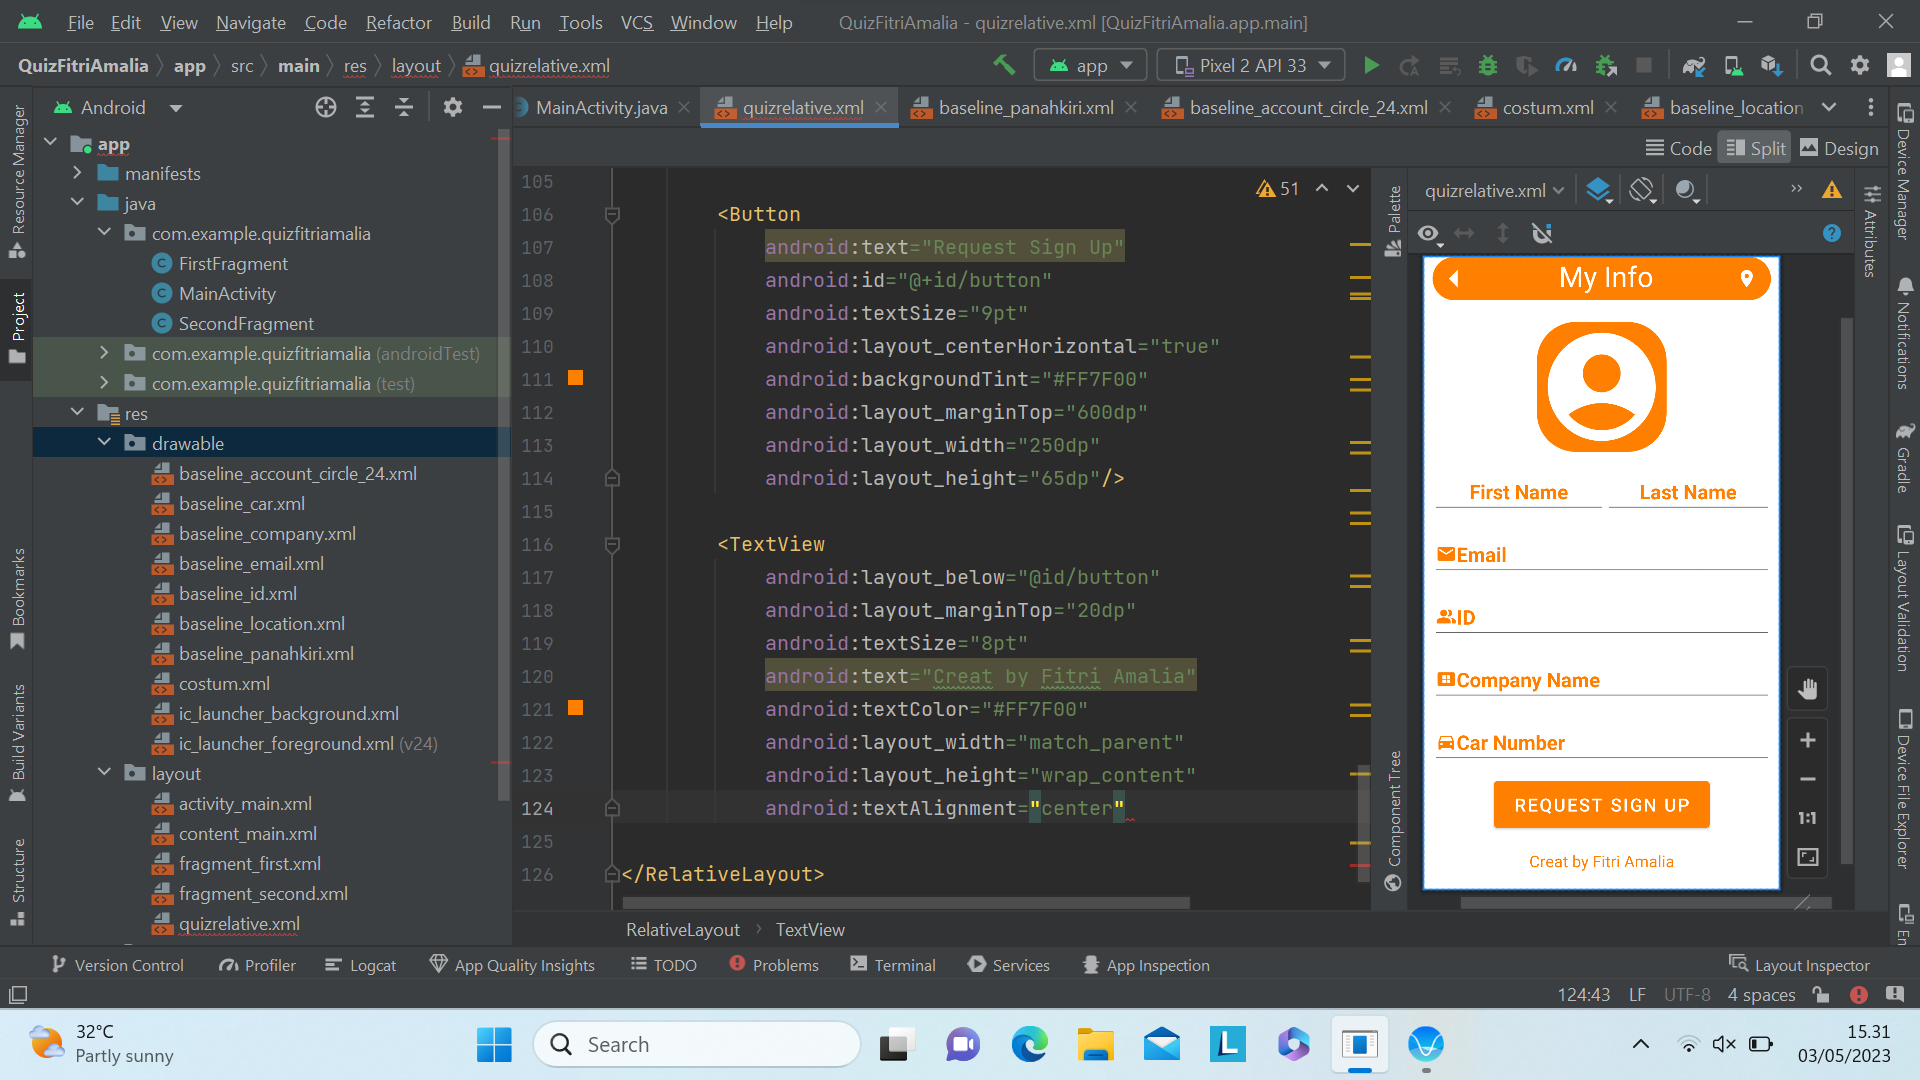 File Edit View Navigate Code Refactor Build Run Tools VCS Window Help QuizFitriAmalia - quizrelative.xml [QuizFitriAmalia.app.main]
QuizFitriAmalia app src main res layout quizrelative.xml app Pixel 2 API 33
Android MainActivity.java quizrelative.xml baseline_panahkiri.xml baseline_account_circle_24.xml costum.xml baseline_location
Code Split Design
Resource Manager
Project
Bookmarks
Build Variants
Structure
app
manifests
java
com.example.quizfitriamalia
FirstFragment
MainActivity
SecondFragment
com.example.quizfitriamalia (androidTest)
com.example.quizfitriamalia (test)
res
drawable
baseline_account_circle_24.xml
baseline_car.xml
baseline_company.xml
baseline_email.xml
baseline_id.xml
baseline_location.xml
baseline_panahkiri.xml
costum.xml
ic_launcher_background.xml
ic_launcher_foreground.xml (v24)
layout
activity_main.xml
content_main.xml
fragment_first.xml
fragment_second.xml
quizrelative.xml
51
105
106 <Button
107 android:text="Request Sign Up"
108 android:id="@+id/button"
109 android:textSize="9pt"
110 android:layout_centerHorizontal="true"
111 android:backgroundTint="#FF7F00"
112 android:layout_marginTop="600dp"
113 android:layout_width="250dp"
114 android:layout_height="65dp"/>
115
116 <TextView
117 android:layout_below="@id/button"
118 android:layout_marginTop="20dp"
119 android:textSize="8pt"
120 android:text="Creat by Fitri Amalia"
121 android:textColor="#FF7F00"
122 android:layout_width="match_parent"
123 android:layout_height="wrap_content"
124 android:textAlignment="center"
125
126 </RelativeLayout>
RelativeLayout TextView
Palette
Component Tree
quizrelative.xml
My Info
First Name Last Name
Email
ID
Company Name
Car Number
REQUEST SIGN UP
Creat by Fitri Amalia
1:1
Attributes
Device Manager
Notifications
Gradle
Layout Validation
Device File Explorer
En
Version Control Profiler Logcat App Quality Insights TODO Problems Terminal Services App Inspection Layout Inspector
124:43 LF UTF-8 4 spaces
32°C
Partly sunny
Search
15.31
03/05/2023